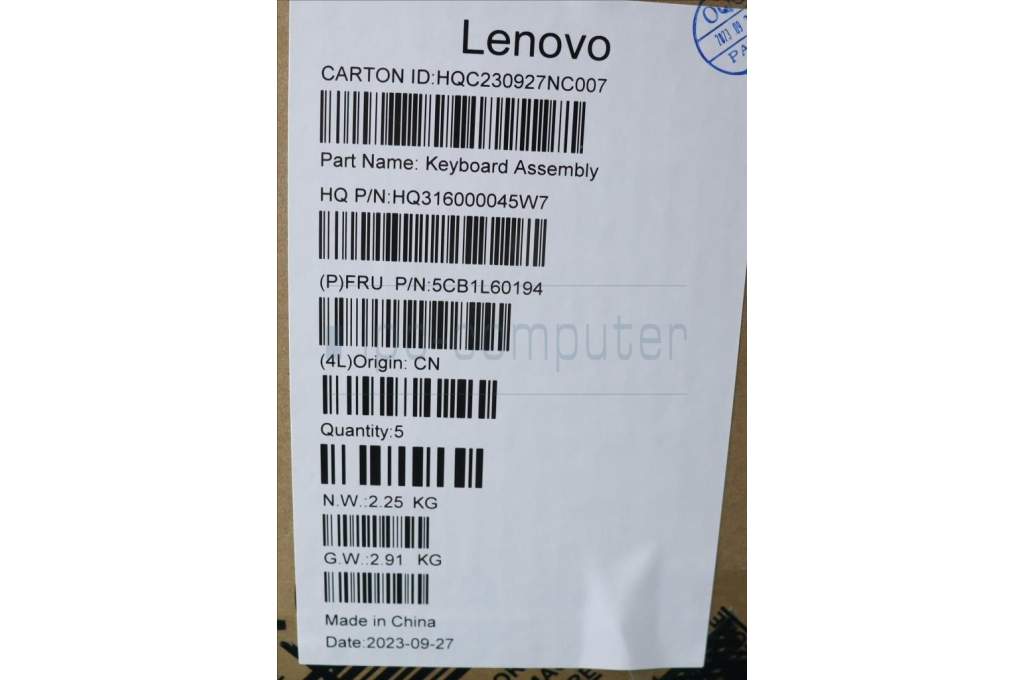 Lenovo
CARTON ID:HQC230927NC007
Part Name: Keyboard Assembly
HQ P/N:HQ316000045W7
(P)FRU P/N:5CB1L60194
computer
(4L)Origin: CN
Quantity:5
N.W.:2.25 KG
G.W.:2.91 KG
Made in China
Date:2023-09-27